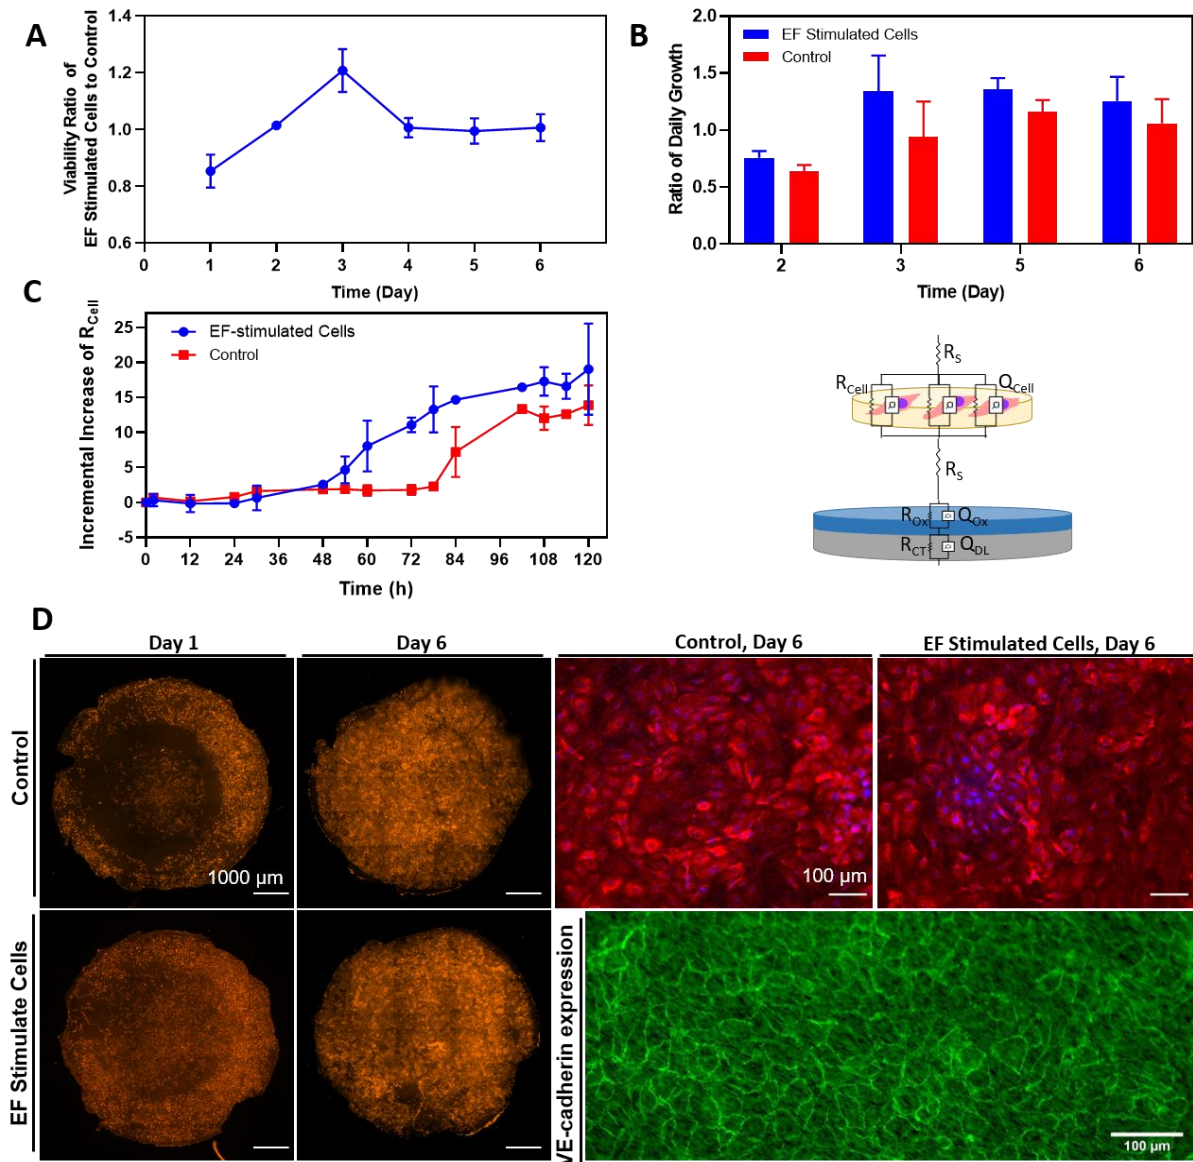 A
Viability Ratio of
EF Stimulated Cells to Control
1.4
1.2
1.0
0.8
0.6
0 1 2 3 4 5 6
Time (Day)
B
Ratio of Daily Growth
2.0
1.5
1.0
0.5
0.0
EF Stimulated Cells
Control
2 3 5 6
Time (Day)
C
Incremental Increase of RCell
25
20
15
10
5
0
-5
EF-stimulated Cells
Control
0 12 24 36 48 60 72 84 96 108 120
Time (h)
RS
RCell
QCell
RS
ROx
QOx
RCT
QDL
D
Day 1
Day 6
Control, Day 6
EF Stimulated Cells, Day 6
Control
1000 µm
100 µm
EF Stimulate Cells
VE-cadherin expression
100 µm